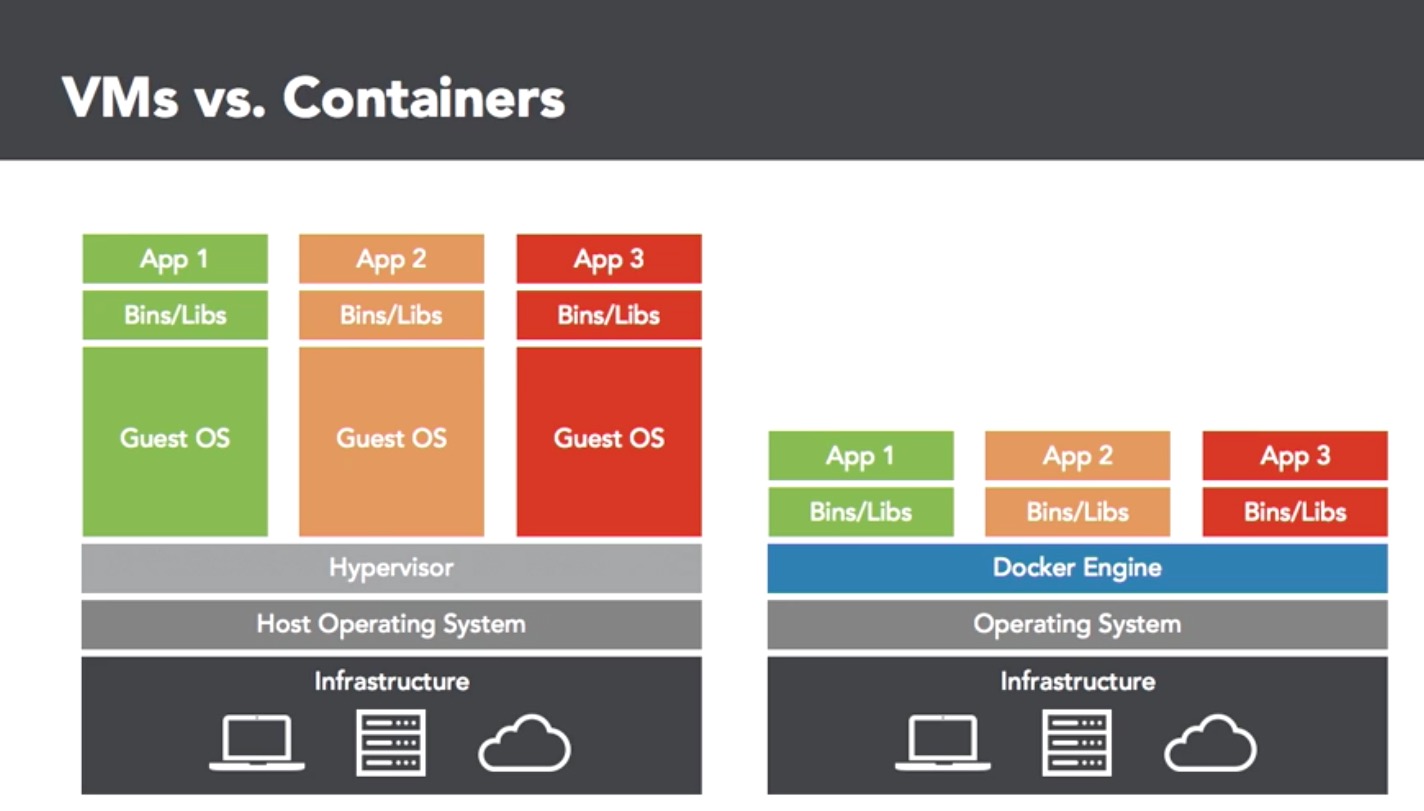 VMs vs. Containers
App 1
App 2
App 3
Bins/Libs
Bins/Libs
Bins/Libs
Guest OS
Guest OS
Guest OS
Hypervisor
Host Operating System
Infrastructure
App 1
App 2
App 3
Bins/Libs
Bins/Libs
Bins/Libs
Docker Engine
Operating System
Infrastructure